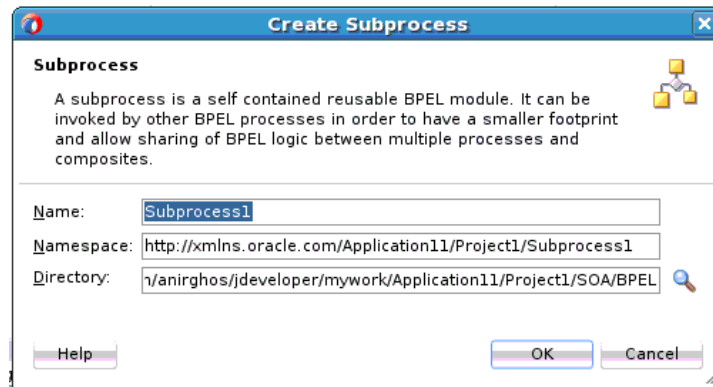 Create Subprocess
Subprocess
A subprocess is a self contained reusable BPEL module. It can be
invoked by other BPEL processes in order to have a smaller footprint
and allow sharing of BPEL logic between multiple processes and
composites.
Name: Subprocess1
Namespace: http://xmlns.oracle.com/Application11/Project1/Subprocess1
Directory: /anirghos/jdeveloper/mywork/Application11/Project1/SOA/BPEL
Help OK Cancel